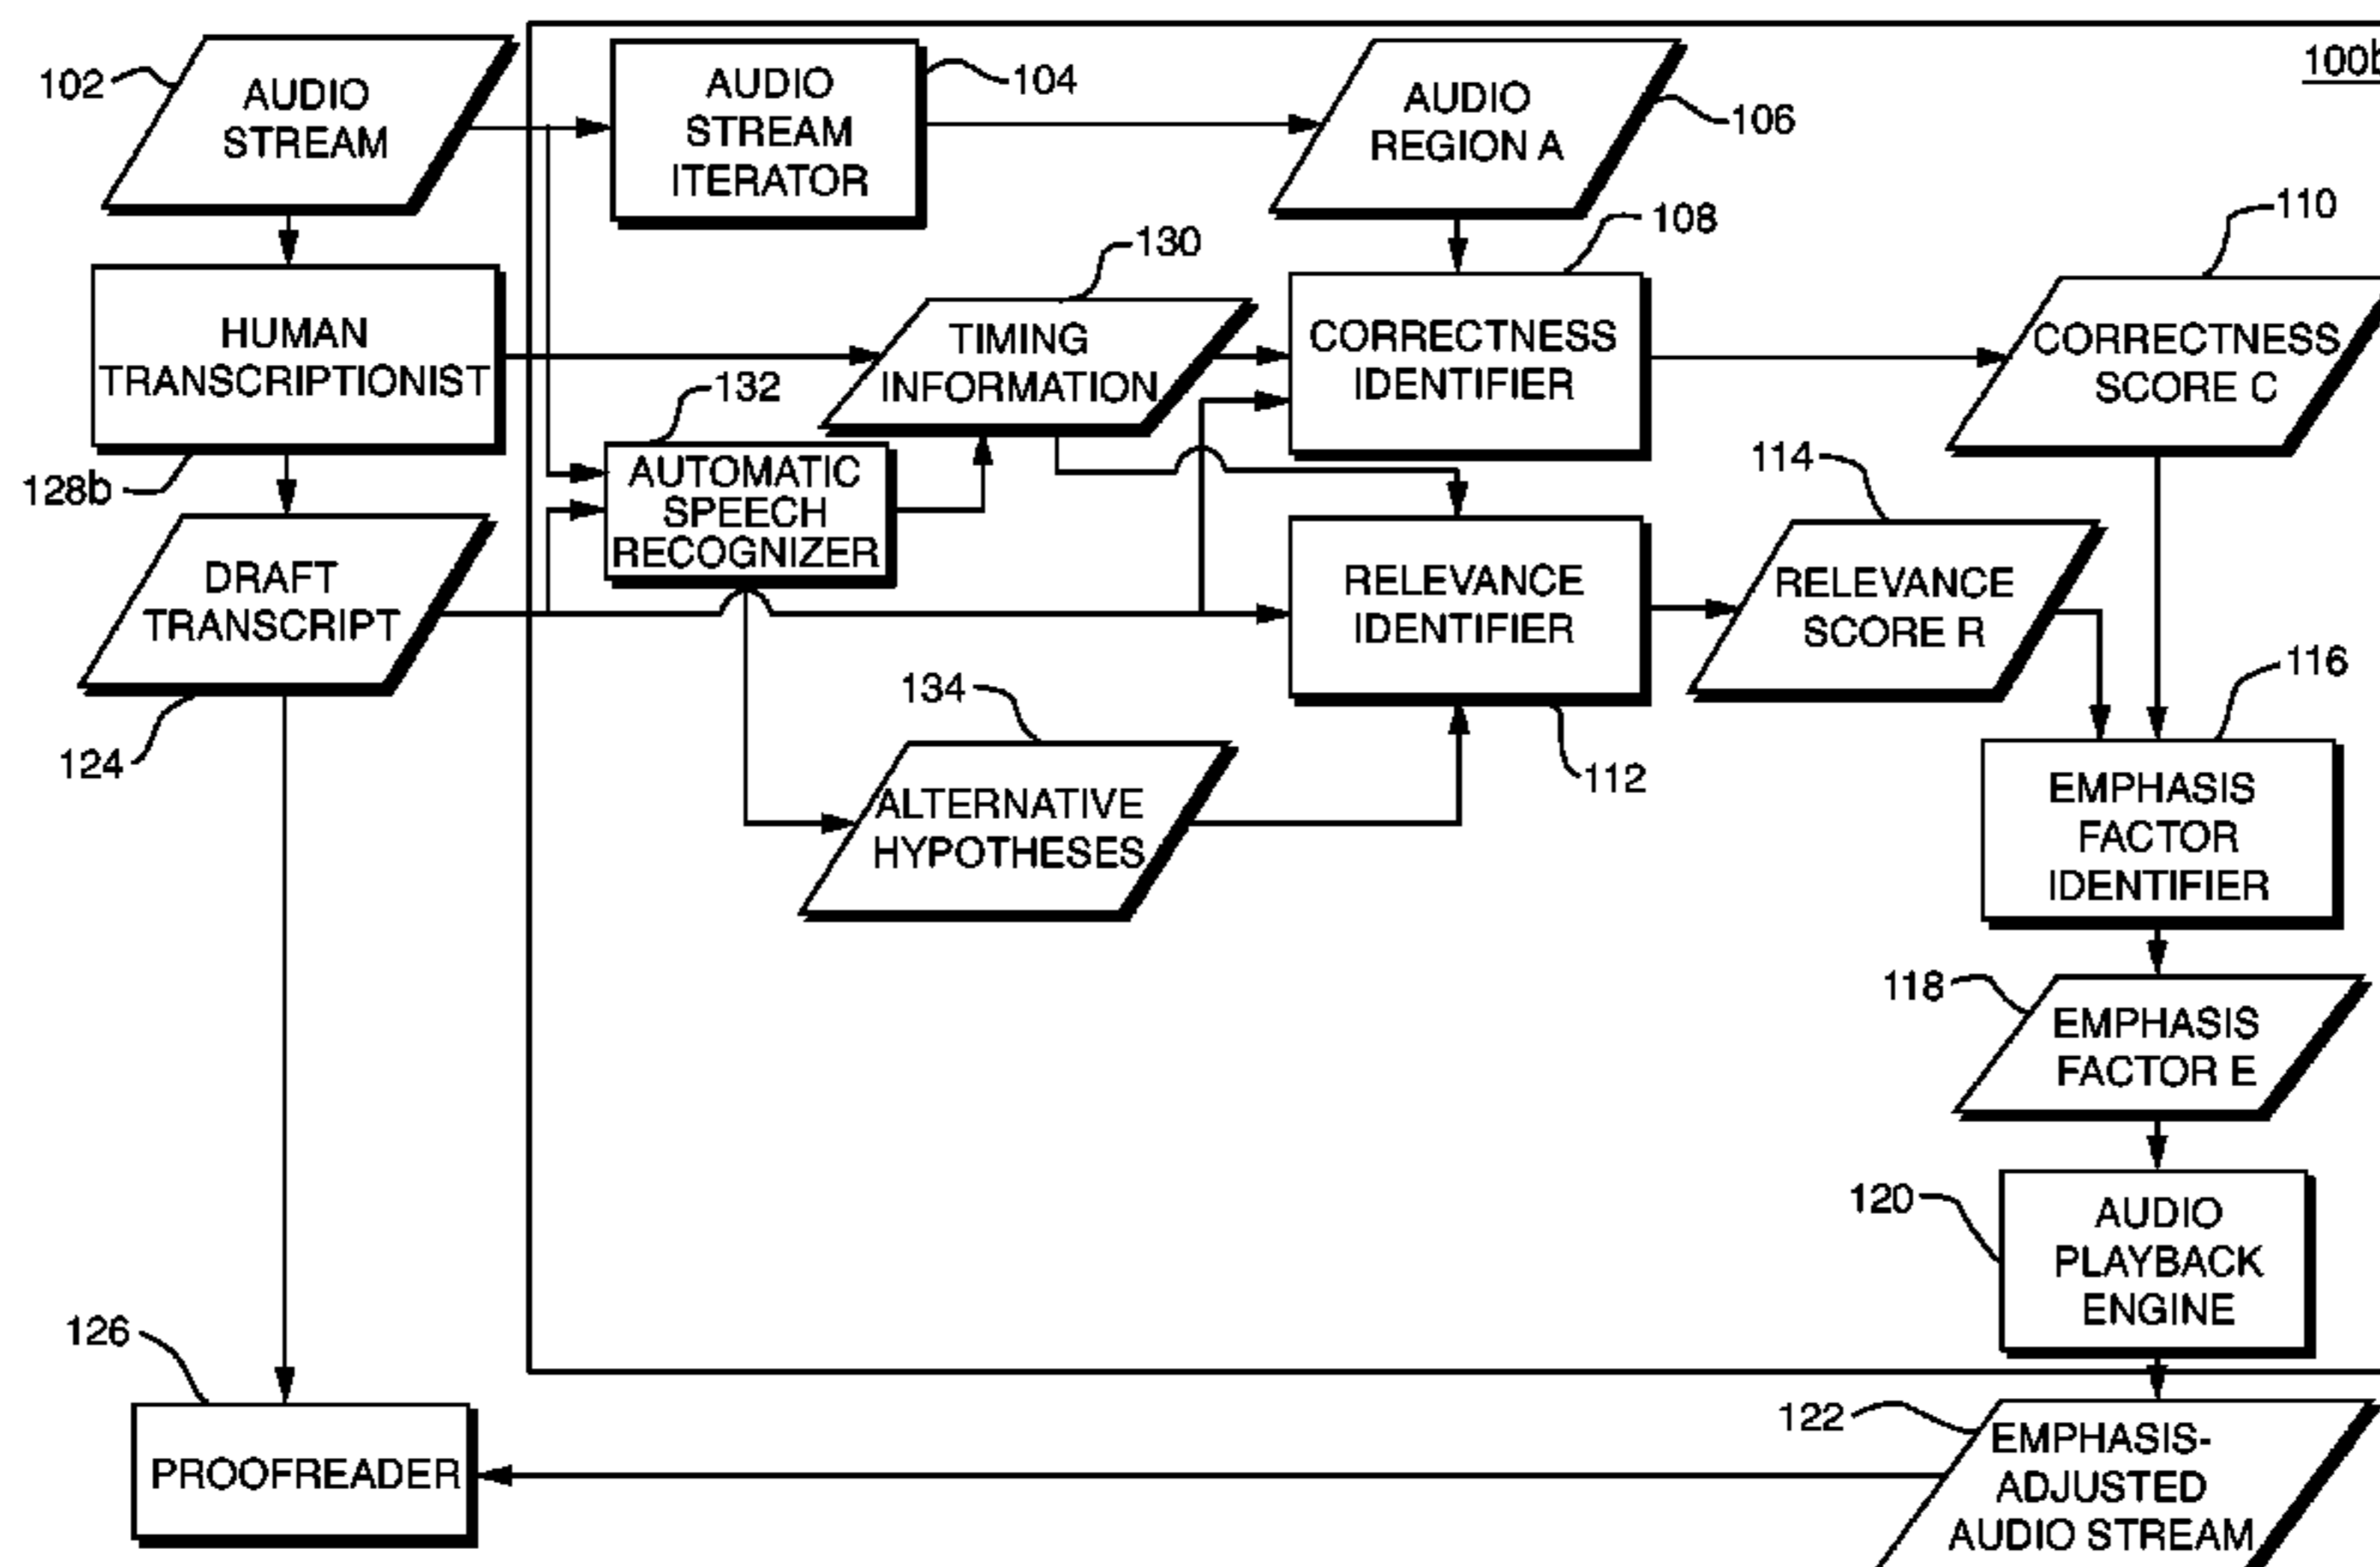 100b
102
AUDIO
STREAM
AUDIO
STREAM
ITERATOR
104
AUDIO
REGION A
106
HUMAN
TRANSCRIPTIONIST
128b
130
TIMING
INFORMATION
108
CORRECTNESS
IDENTIFIER
110
CORRECTNESS
SCORE C
132
AUTOMATIC
SPEECH
RECOGNIZER
114
RELEVANCE
SCORE R
DRAFT
TRANSCRIPT
124
RELEVANCE
IDENTIFIER
112
134
ALTERNATIVE
HYPOTHESES
116
EMPHASIS
FACTOR
IDENTIFIER
118
EMPHASIS
FACTOR E
120
AUDIO
PLAYBACK
ENGINE
126
PROOFREADER
122
EMPHASIS-
ADJUSTED
AUDIO STREAM